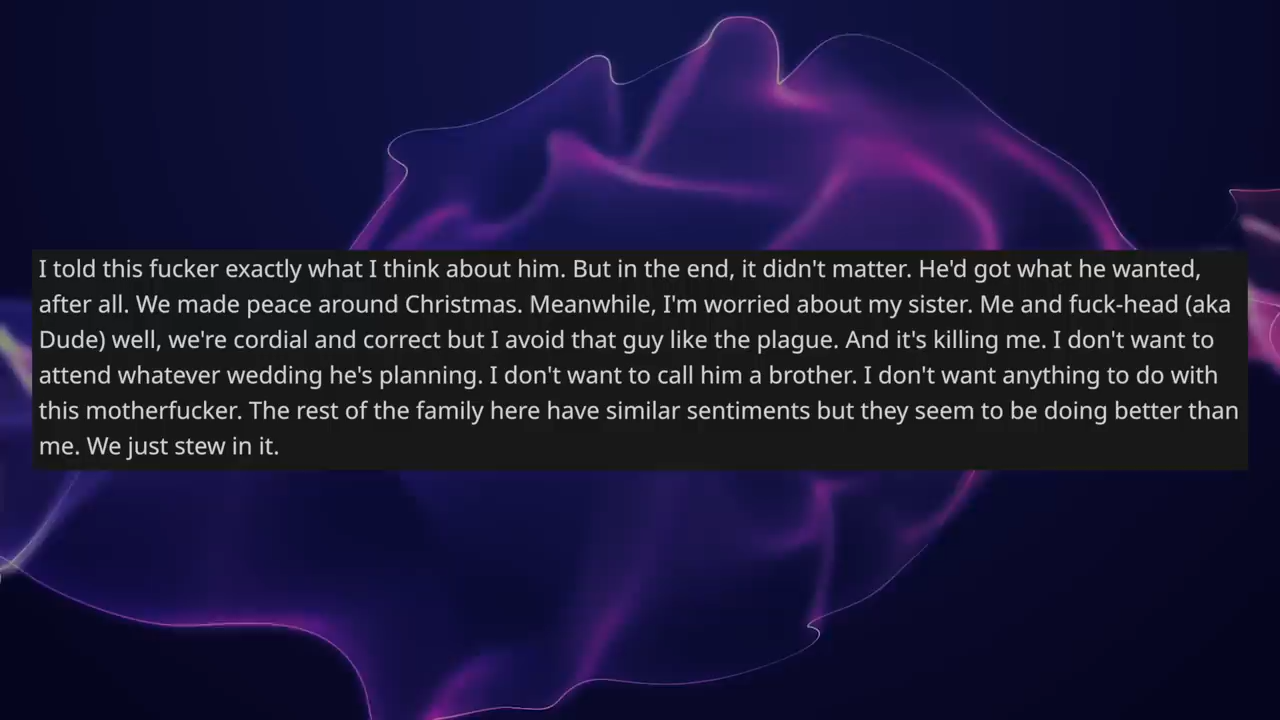 I told this fucker exactly what I think about him. But in the end, it didn't matter. He'd got what he wanted,
after all. We made peace around Christmas. Meanwhile, I'm worried about my sister. Me and fuck-head (aka
Dude) well, we're cordial and correct but I avoid that guy like the plague. And it's killing me. I don't want to
attend whatever wedding he's planning. I don't want to call him a brother. I don't want anything to do with
this motherfucker. The rest of the family here have similar sentiments but they seem to be doing better than
me. We just stew in it.